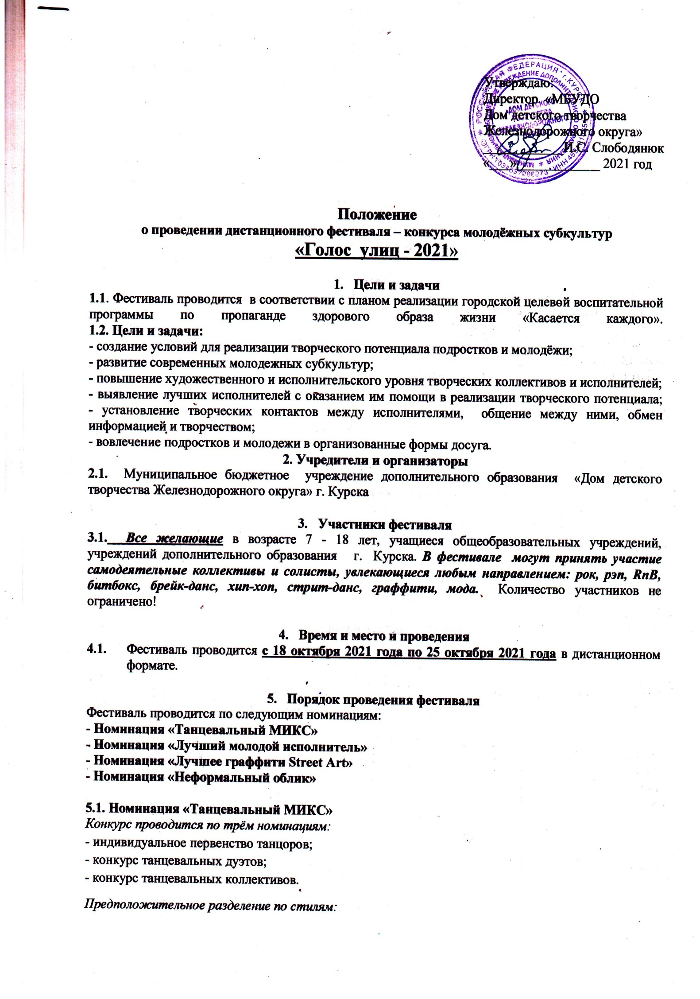 Утверждаю:
Директор «МБУДО
Дом детского творчества
Железнодорожного округа»
И.С. Слободянюк
«___»____________ 2021 год
РОССИЙСКАЯ ФЕДЕРАЦИЯ * г. КУРСК *
Положение
о проведении дистанционного фестиваля – конкурса молодёжных субкультур
«Голос улиц - 2021»
1. Цели и задачи
1.1. Фестиваль проводится в соответствии с планом реализации городской целевой воспитательной
программы по пропаганде здорового образа жизни «Касается каждого».
1.2. Цели и задачи:
- создание условий для реализации творческого потенциала подростков и молодёжи;
- развитие современных молодежных субкультур;
- повышение художественного и исполнительского уровня творческих коллективов и исполнителей;
- выявление лучших исполнителей с оказанием им помощи в реализации творческого потенциала;
- установление творческих контактов между исполнителями, общение между ними, обмен
информацией и творчеством;
- вовлечение подростков и молодежи в организованные формы досуга.
2. Учредители и организаторы
2.1. Муниципальное бюджетное учреждение дополнительного образования «Дом детского
творчества Железнодорожного округа» г. Курска
3. Участники фестиваля
3.1. Все желающие в возрасте 7 - 18 лет, учащиеся общеобразовательных учреждений,
учреждений дополнительного образования г. Курска. В фестивале могут принять участие
самодеятельные коллективы и солисты, увлекающиеся любым направлением: рок, рэп, RnB,
битбокс, брейк-данс, хип-хоп, стрит-данс, граффити, мода. Количество участников не
ограничено!
4. Время и место и проведения
4.1. Фестиваль проводится с 18 октября 2021 года по 25 октября 2021 года в дистанционном
формате.
5. Порядок проведения фестиваля
Фестиваль проводится по следующим номинациям:
- Номинация «Танцевальный МИКС»
- Номинация «Лучший молодой исполнитель»
- Номинация «Лучшее граффити Street Art»
- Номинация «Неформальный облик»
5.1. Номинация «Танцевальный МИКС»
Конкурс проводится по трём номинациям:
- индивидуальное первенство танцоров;
- конкурс танцевальных дуэтов;
- конкурс танцевальных коллективов.
Предположительное разделение по стилям: